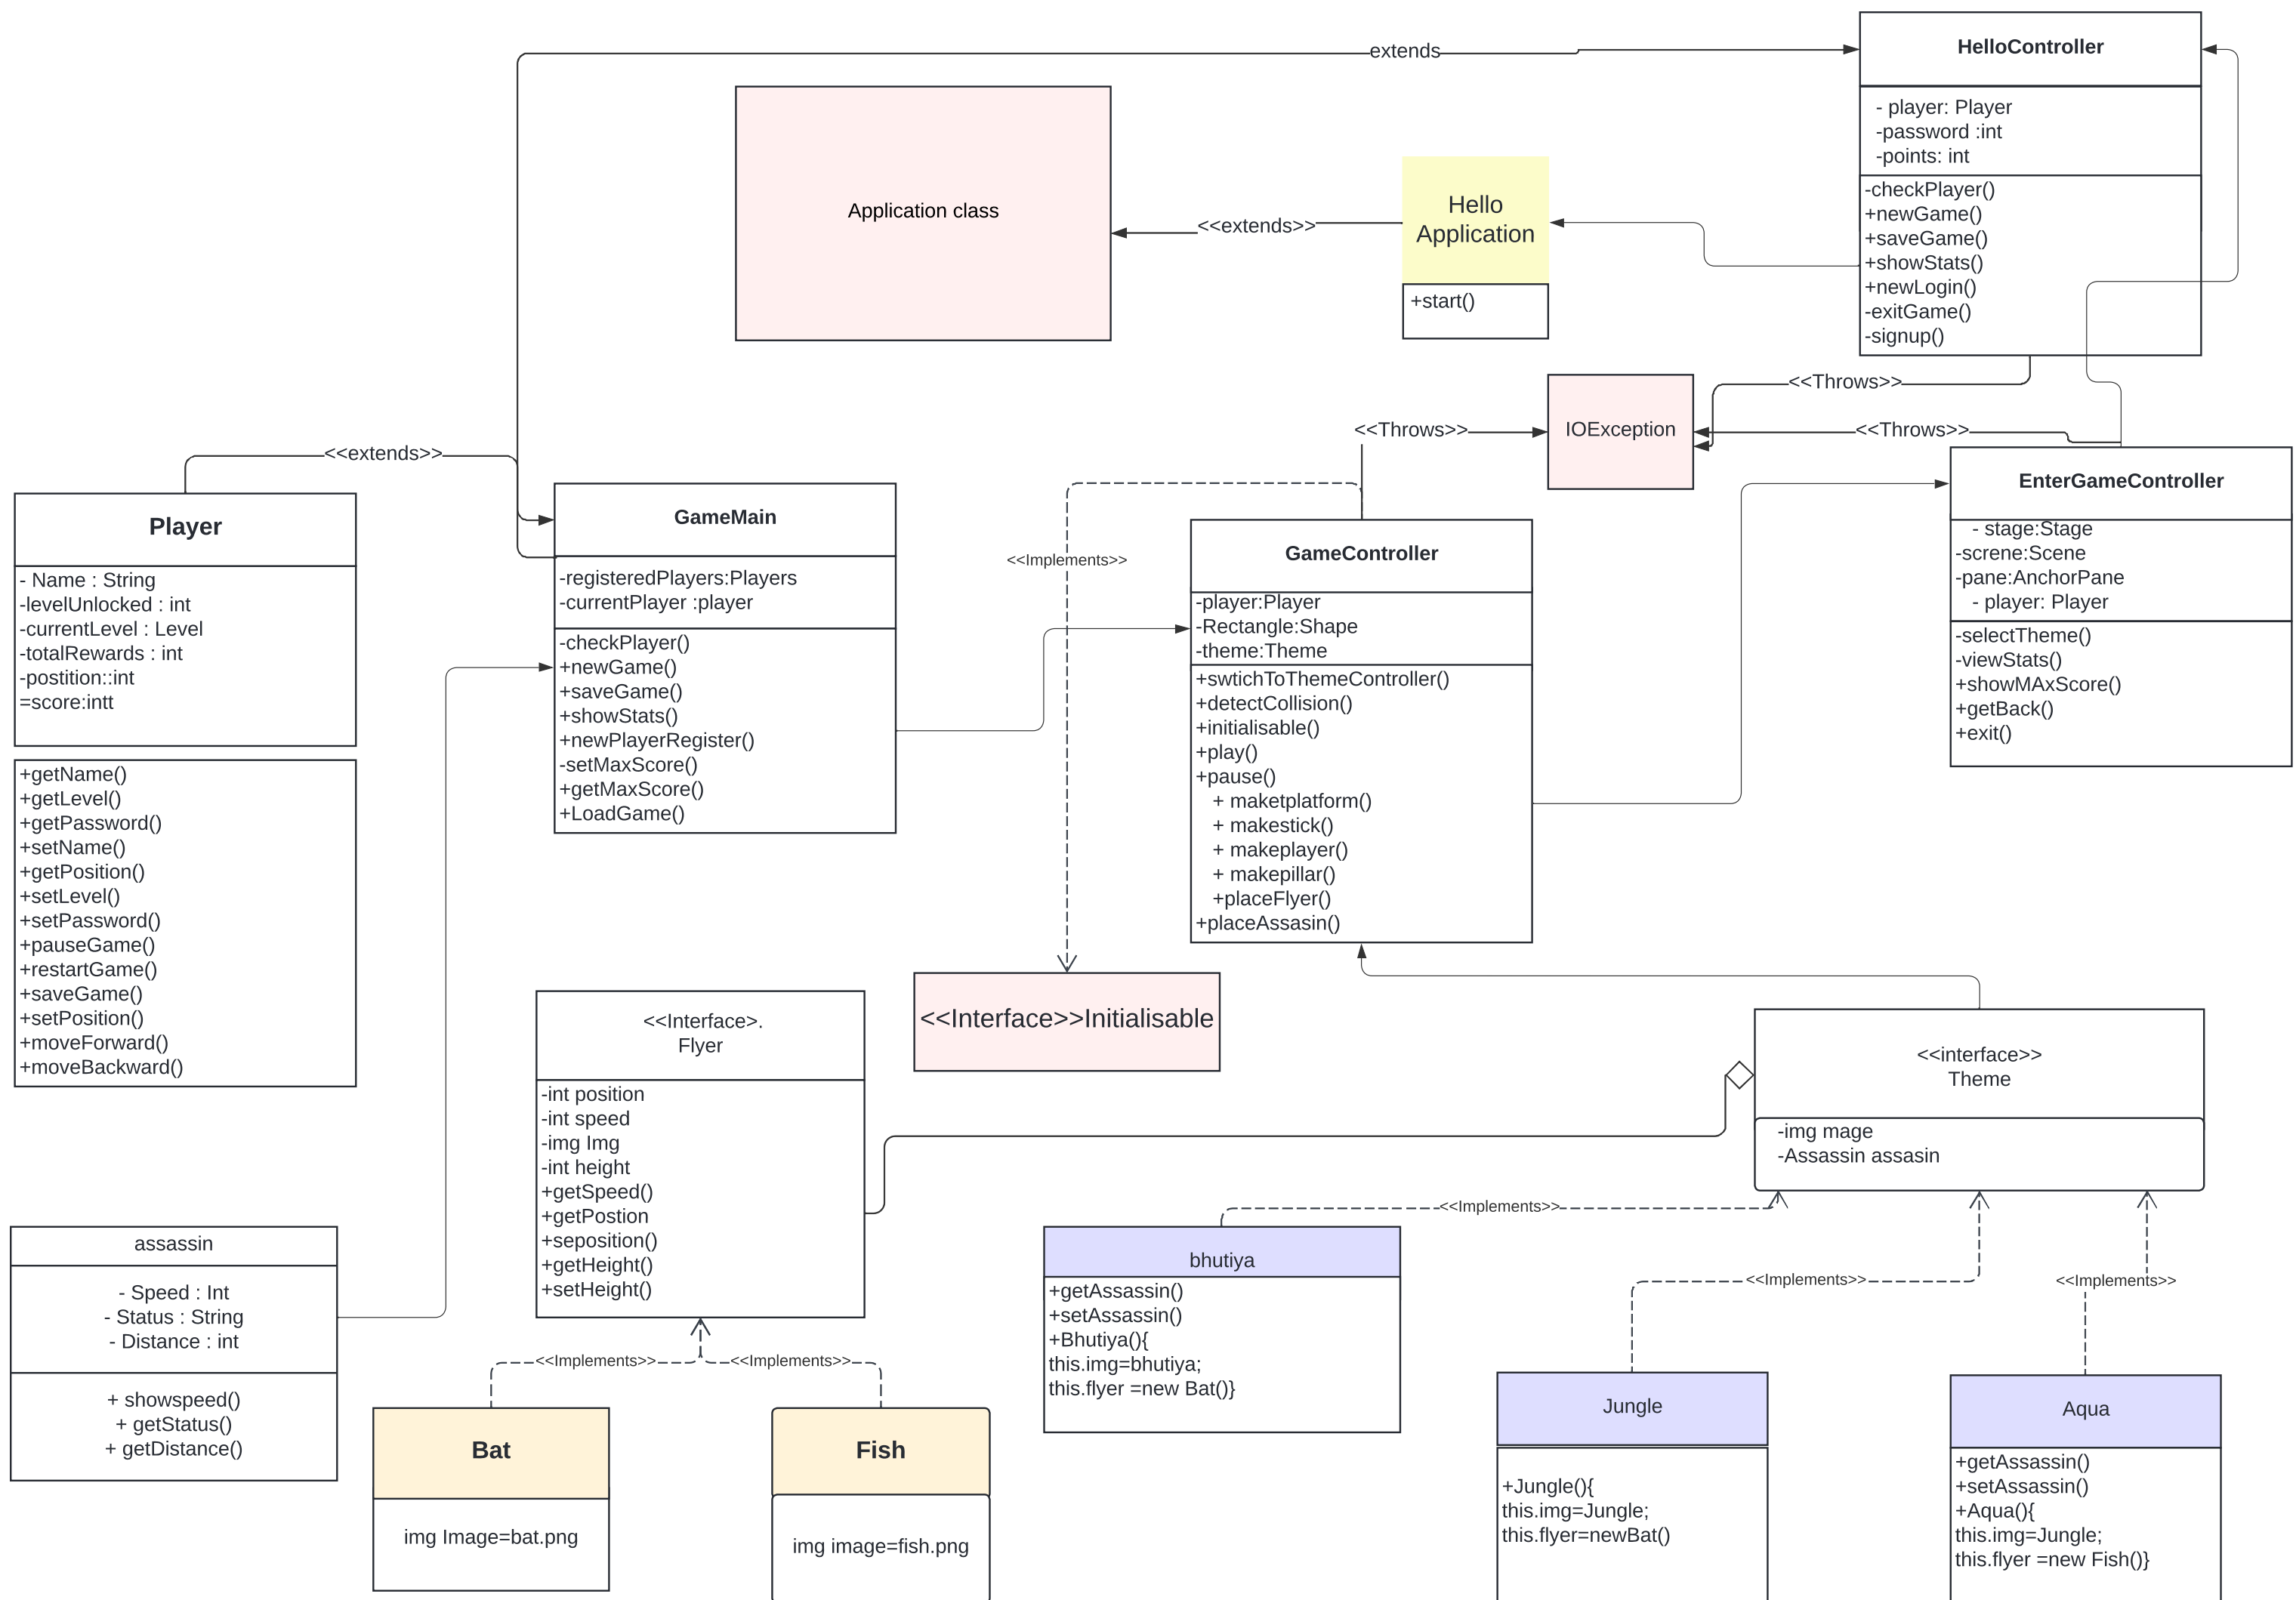 extends
HelloController
- player: Player
-password :int
-points: int
-checkPlayer()
+newGame()
+saveGame()
+showStats()
+newLogin()
-exitGame()
-signup()
Application class
<<extends>>
Hello
Application
+start()
<<Throws>>
<<Throws>>
IOException
<<Throws>>
<<extends>>
Player
- Name : String
-levelUnlocked : int
-currentLevel : Level
-totalRewards : int
-postition::int
=score:intt
+getName()
+getLevel()
+getPassword()
+setName()
+getPosition()
+setLevel()
+setPassword()
+pauseGame()
+restartGame()
+saveGame()
+setPosition()
+moveForward()
+moveBackward()
GameMain
-registeredPlayers:Players
-currentPlayer :player
-checkPlayer()
+newGame()
+saveGame()
+showStats()
+newPlayerRegister()
-setMaxScore()
+getMaxScore()
+LoadGame()
<<Implements>>
GameController
-player:Player
-Rectangle:Shape
-theme:Theme
+swtichToThemeController()
+detectCollision()
+initialisable()
+play()
+pause()
+ maketplatform()
+ makestick()
+ makeplayer()
+ makepillar()
+placeFlyer()
+placeAssasin()
EnterGameController
- stage:Stage
-screne:Scene
-pane:AnchorPane
- player: Player
-selectTheme()
-viewStats()
+showMAxScore()
+getBack()
+exit()
<<Interface>>Initialisable
<<Interface>.
Flyer
-int position
-int speed
-img Img
-int height
+getSpeed()
+getPostion
+seposition()
+getHeight()
+setHeight()
<<interface>>
Theme
-img mage
-Assassin assasin
assassin
- Speed : Int
- Status : String
- Distance : int
+ showspeed()
+ getStatus()
+ getDistance()
<<Implements>>
<<Implements>>
Bat
img Image=bat.png
Fish
img image=fish.png
<<Implements>>
bhutiya
+getAssassin()
+setAssassin()
+Bhutiya(){
this.img=bhutiya;
this.flyer =new Bat()}
<<Implements>>
Jungle
+Jungle(){
this.img=Jungle;
this.flyer=newBat()
<<Implements>>
Aqua
+getAssassin()
+setAssassin()
+Aqua(){
this.img=Jungle;
this.flyer =new Fish()}